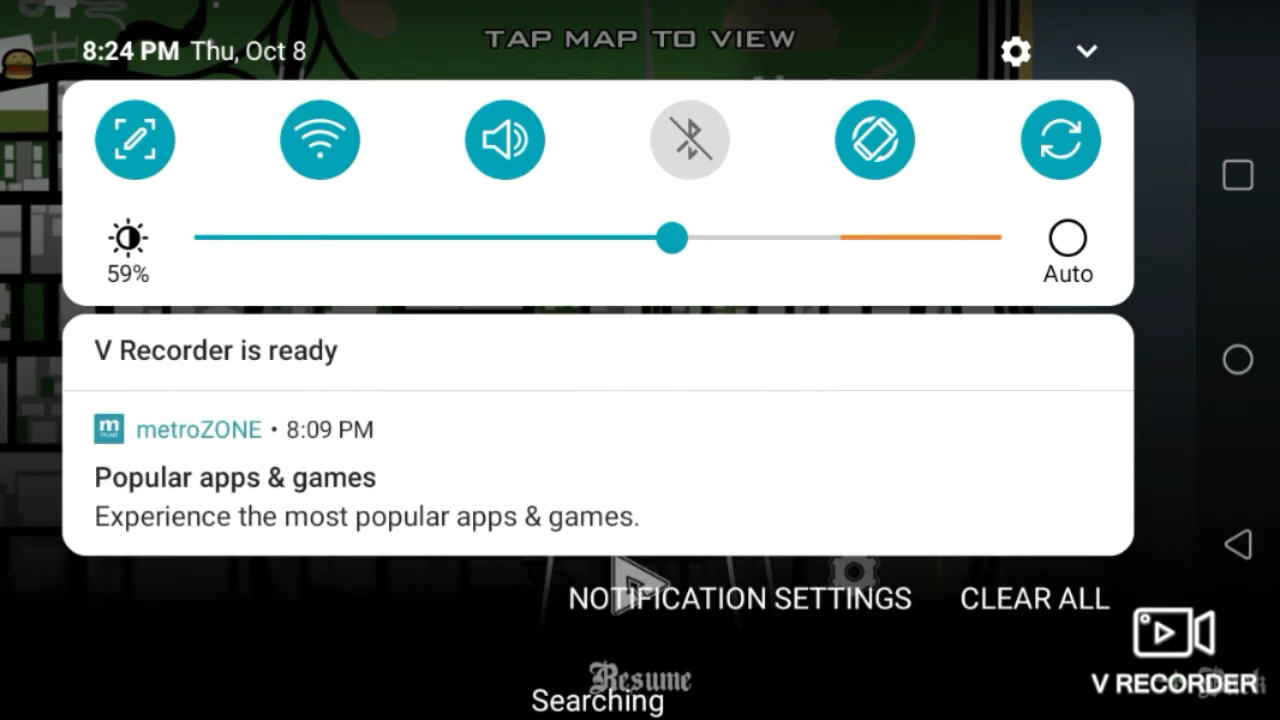 TAP MAP TO VIEW
8:24 PM Thu, Oct 8
59%
Auto
V Recorder is ready
m
metroZONE • 8:09 PM
Popular apps & games
Experience the most popular apps & games.
NOTIFICATION SETTINGS
CLEAR ALL
Resume
Searching
V RECORDER